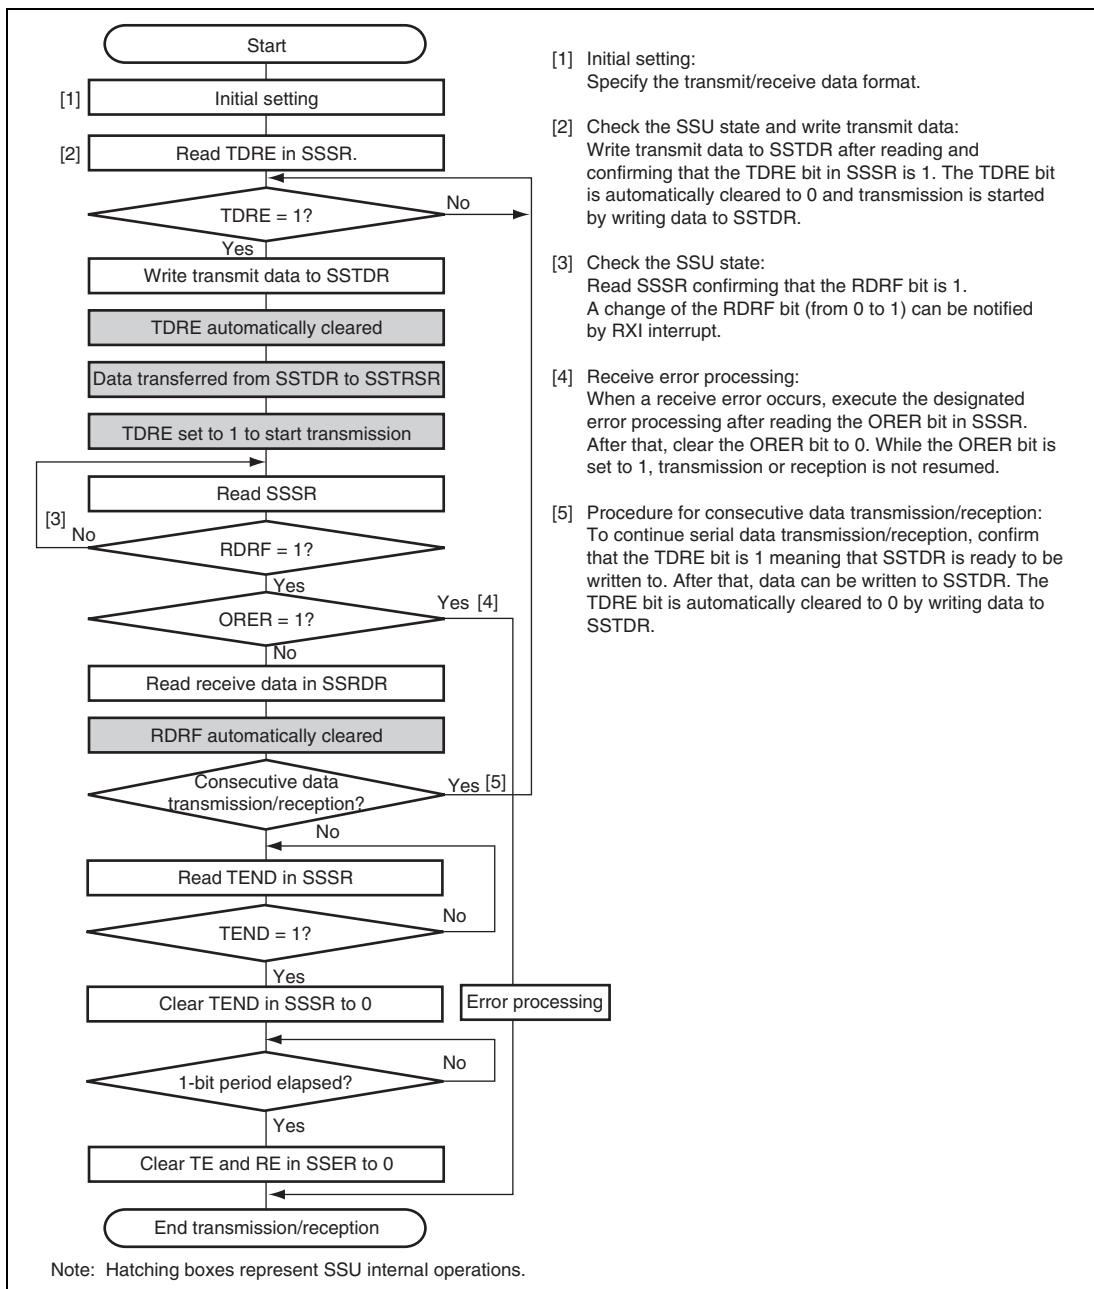 Start
[1] Initial setting
[2] Read TDRE in SSSR.
TDRE = 1?
No
Yes
Write transmit data to SSTDR
TDRE automatically cleared
Data transferred from SSTDR to SSTRSR
TDRE set to 1 to start transmission
Read SSSR
[3]
No
RDRF = 1?
Yes
ORER = 1?
Yes [4]
No
Read receive data in SSRDR
RDRF automatically cleared
Consecutive data
transmission/reception?
Yes [5]
No
Read TEND in SSSR
TEND = 1?
No
Yes
Clear TEND in SSSR to 0
Error processing
1-bit period elapsed?
No
Yes
Clear TE and RE in SSER to 0
End transmission/reception
[1] Initial setting:
Specify the transmit/receive data format.
[2] Check the SSU state and write transmit data:
Write transmit data to SSTDR after reading and
confirming that the TDRE bit in SSSR is 1. The TDRE bit
is automatically cleared to 0 and transmission is started
by writing data to SSTDR.
[3] Check the SSU state:
Read SSSR confirming that the RDRF bit is 1.
A change of the RDRF bit (from 0 to 1) can be notified
by RXI interrupt.
[4] Receive error processing:
When a receive error occurs, execute the designated
error processing after reading the ORER bit in SSSR.
After that, clear the ORER bit to 0. While the ORER bit is
set to 1, transmission or reception is not resumed.
[5] Procedure for consecutive data transmission/reception:
To continue serial data transmission/reception, confirm
that the TDRE bit is 1 meaning that SSTDR is ready to be
written to. After that, data can be written to SSTDR. The
TDRE bit is automatically cleared to 0 by writing data to
SSTDR.
Note: Hatching boxes represent SSU internal operations.